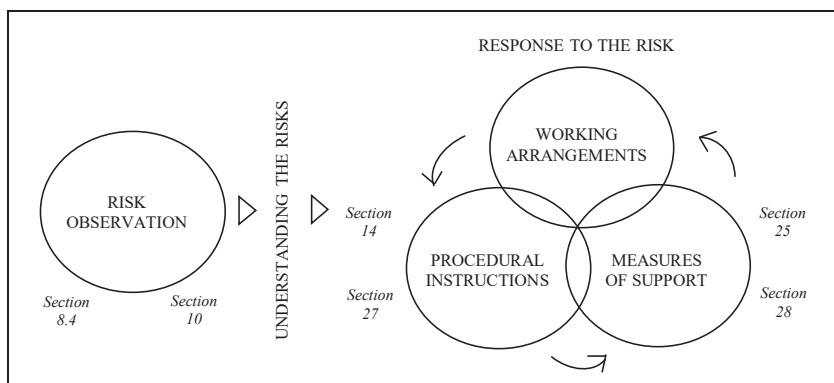 RESPONSE TO THE RISK
WORKING
ARRANGEMENTS
RISK
OBSERVATION
Section
8.4
Section
10
UNDERSTANDING THE RISKS
Section
14
Section
27
PROCEDURAL
INSTRUCTIONS
MEASURES
OF SUPPORT
Section
25
Section
28